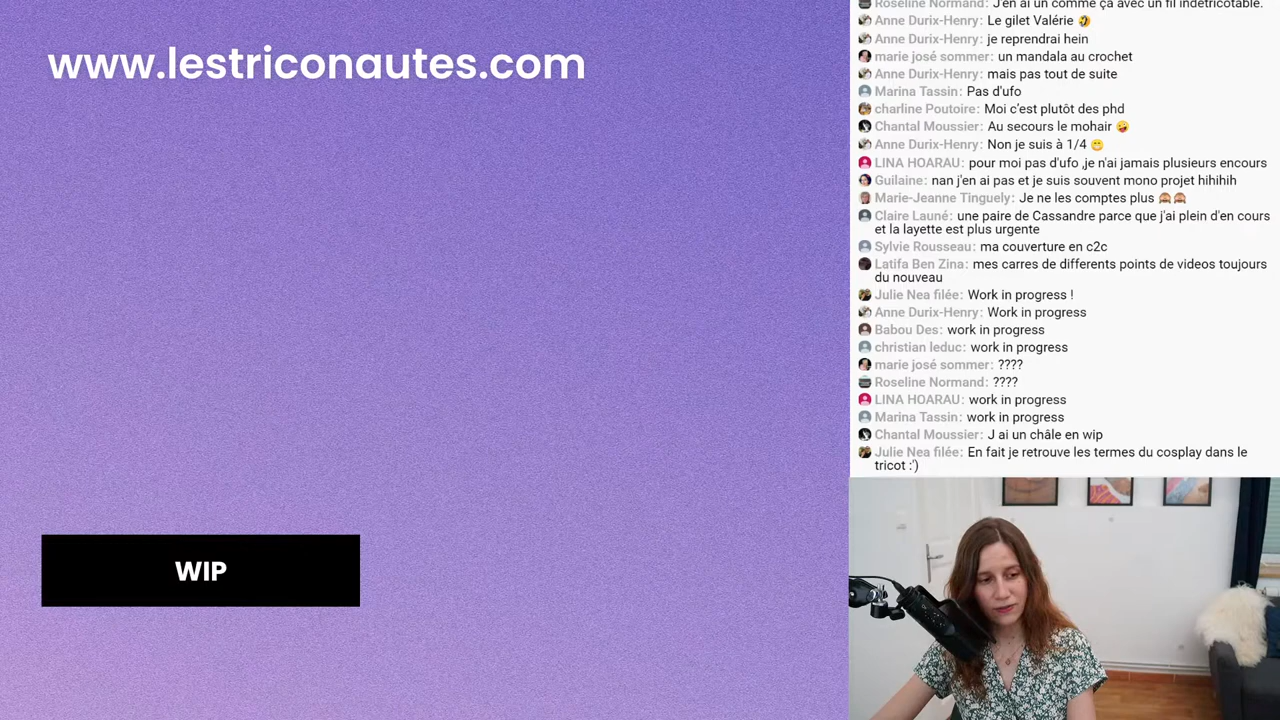 www.lestriconautes.com
WIP
Roseline Normand: J'en ai un comme ça avec un fil indétricotable.
Anne Durix-Henry: Le gilet Valérie 🤣
Anne Durix-Henry: je reprendrai hein
marie josé sommer: un mandala au crochet
Anne Durix-Henry: mais pas tout de suite
Marina Tassin: Pas d'ufo
charline Poutoire: Moi c'est plutôt des phd
Chantal Moussier: Au secours le mohair 🤪
Anne Durix-Henry: Non je suis à 1/4 😁
LINA HOARAU: pour moi pas d'ufo ,je n'ai jamais plusieurs encours
Guilaine: nan j'en ai pas et je suis souvent mono projet hihihih
Marie-Jeanne Tinguely: Je ne les comptes plus 🙈🙈
Claire Launé: une paire de Cassandre parce que j'ai plein d'en cours
et la layette est plus urgente
Sylvie Rousseau: ma couverture en c2c
Latifa Ben Zina: mes carres de differents points de videos toujours
du nouveau
Julie Nea filée: Work in progress !
Anne Durix-Henry: Work in progress
Babou Des: work in progress
christian leduc: work in progress
marie josé sommer: ????
Roseline Normand: ????
LINA HOARAU: work in progress
Marina Tassin: work in progress
Chantal Moussier: J ai un châle en wip
Julie Nea filée: En fait je retrouve les termes du cosplay dans le
tricot :')